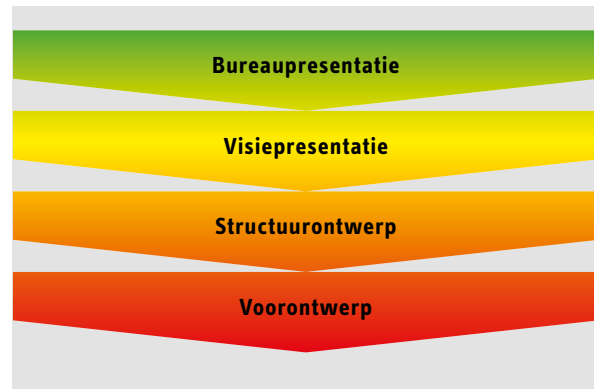 Bureaupresentatie
Visiepresentatie
Structuurontwerp
Voorontwerp